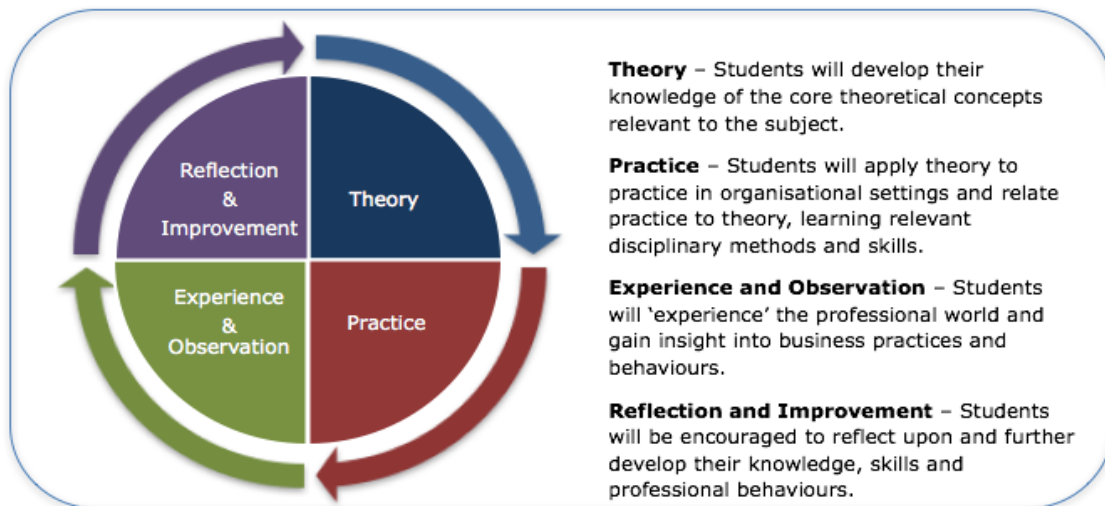 Reflection
&
Improvement
Theory
Experience
&
Observation
Practice
Theory – Students will develop their
knowledge of the core theoretical concepts
relevant to the subject.
Practice – Students will apply theory to
practice in organisational settings and relate
practice to theory, learning relevant
disciplinary methods and skills.
Experience and Observation – Students
will ‘experience’ the professional world and
gain insight into business practices and
behaviours.
Reflection and Improvement – Students
will be encouraged to reflect upon and further
develop their knowledge, skills and
professional behaviours.